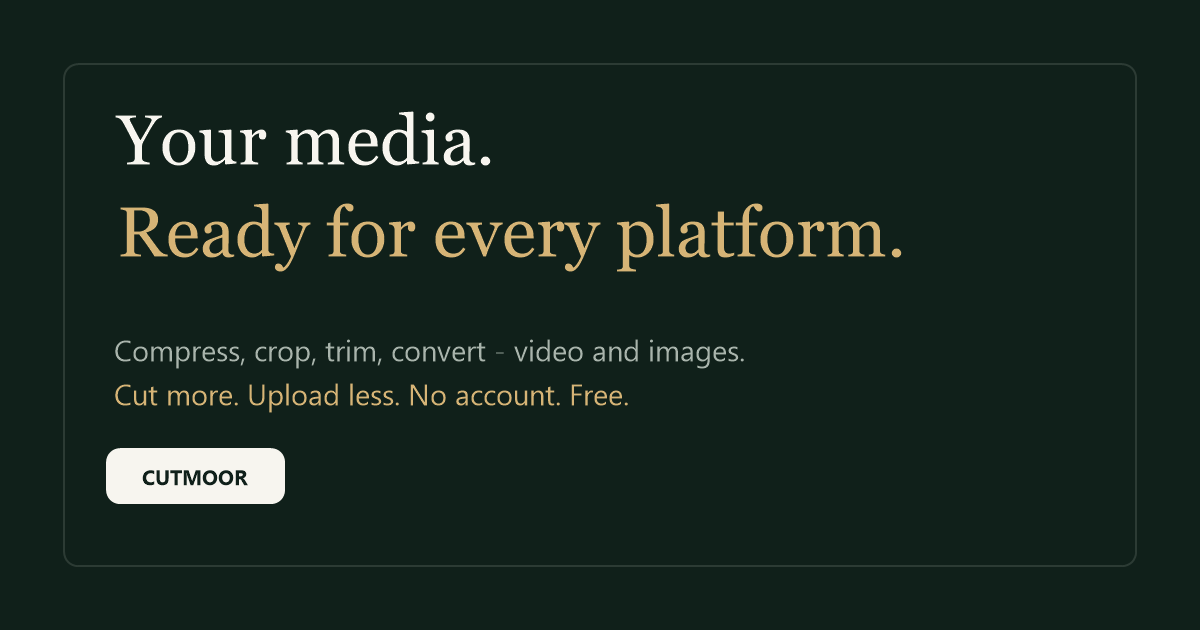 Your media.
Ready for every platform.
Compress, crop, trim, convert - video and images.
Cut more. Upload less. No account. Free.
CUTMOOR